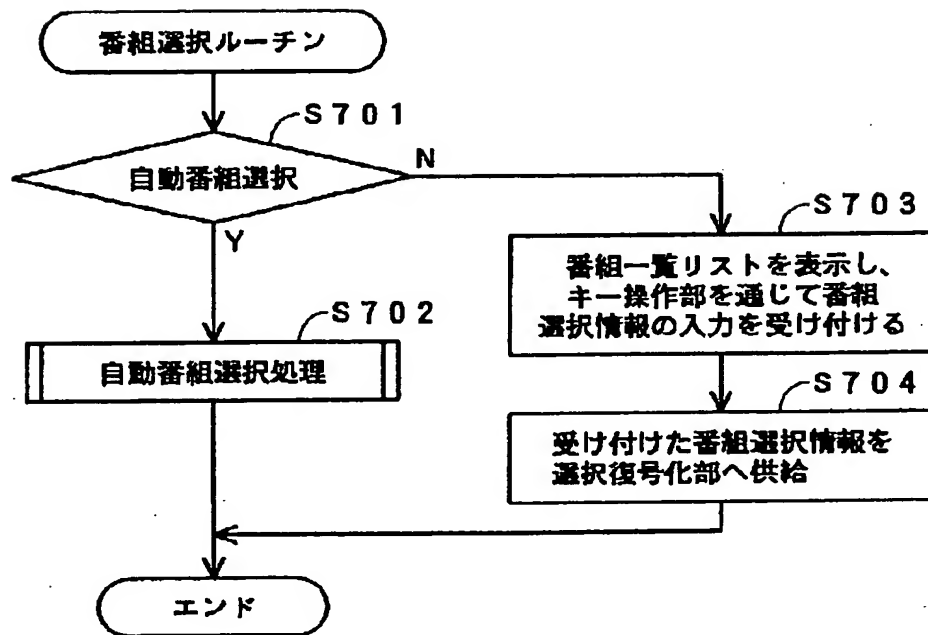 番組選択ルーチン
S701
自動番組選択
N
Y
S703
番組一覧リストを表示し、
キー操作部を通じて番組
選択情報の入力を受け付ける
S702
自動番組選択処理
S704
受け付けた番組選択情報を
選択復号化部へ供給
エンド